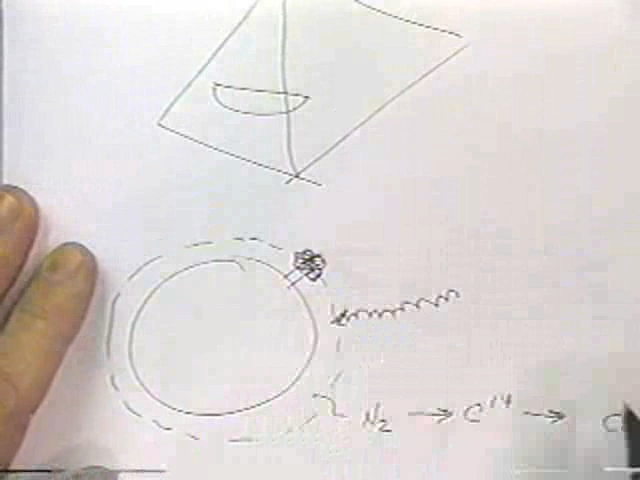 N₂ → C¹⁴ → C